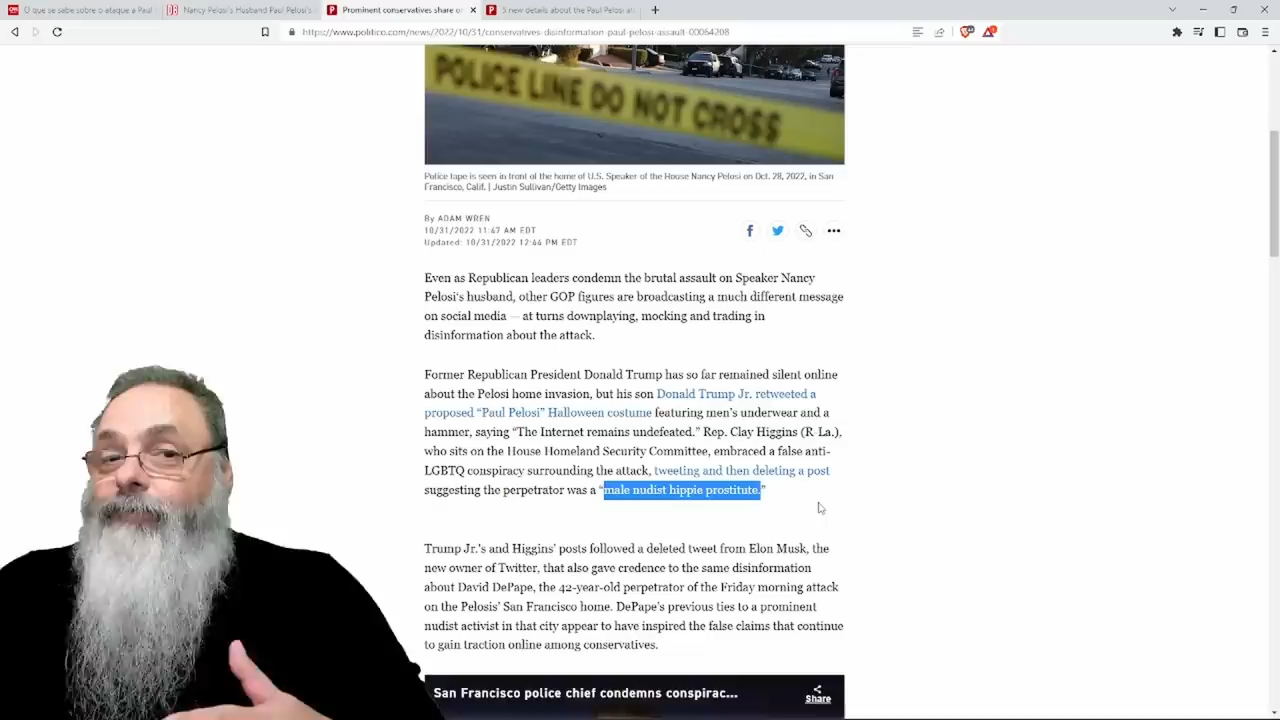 O que se sabe sobre o ataque a Paul
Nancy Pelosi's Husband Paul Pelosi's
Prominent conservatives share o
5 new details about the Paul Pelosi at
https://www.politico.com/news/2022/10/31/conservatives-disinformation-paul-pelosi-assault-00064208
POLICE LINE DO NOT CROSS
Police tape is seen in front of the home of U.S. Speaker of the House Nancy Pelosi on Oct. 28, 2022, in San
Francisco, Calif. | Justin Sullivan/Getty Images
By ADAM WREN
10/31/2022 11:47 AM EDT
Updated: 10/31/2022 12:44 PM EDT
Even as Republican leaders condemn the brutal assault on Speaker Nancy
Pelosi's husband, other GOP figures are broadcasting a much different message
on social media — at turns downplaying, mocking and trading in
disinformation about the attack.
Former Republican President Donald Trump has so far remained silent online
about the Pelosi home invasion, but his son Donald Trump Jr. retweeted a
proposed “Paul Pelosi” Halloween costume featuring men's underwear and a
hammer, saying “The Internet remains undefeated.” Rep. Clay Higgins (R-La.),
who sits on the House Homeland Security Committee, embraced a false anti-
LGBTQ conspiracy surrounding the attack, tweeting and then deleting a post
suggesting the perpetrator was a “male nudist hippie prostitute.”
Trump Jr.'s and Higgins' posts followed a deleted tweet from Elon Musk, the
new owner of Twitter, that also gave credence to the same disinformation
about David DePape, the 42-year-old perpetrator of the Friday morning attack
on the Pelosis' San Francisco home. DePape's previous ties to a prominent
nudist activist in that city appear to have inspired the false claims that continue
to gain traction online among conservatives.
San Francisco police chief condemns conspirac...
Share